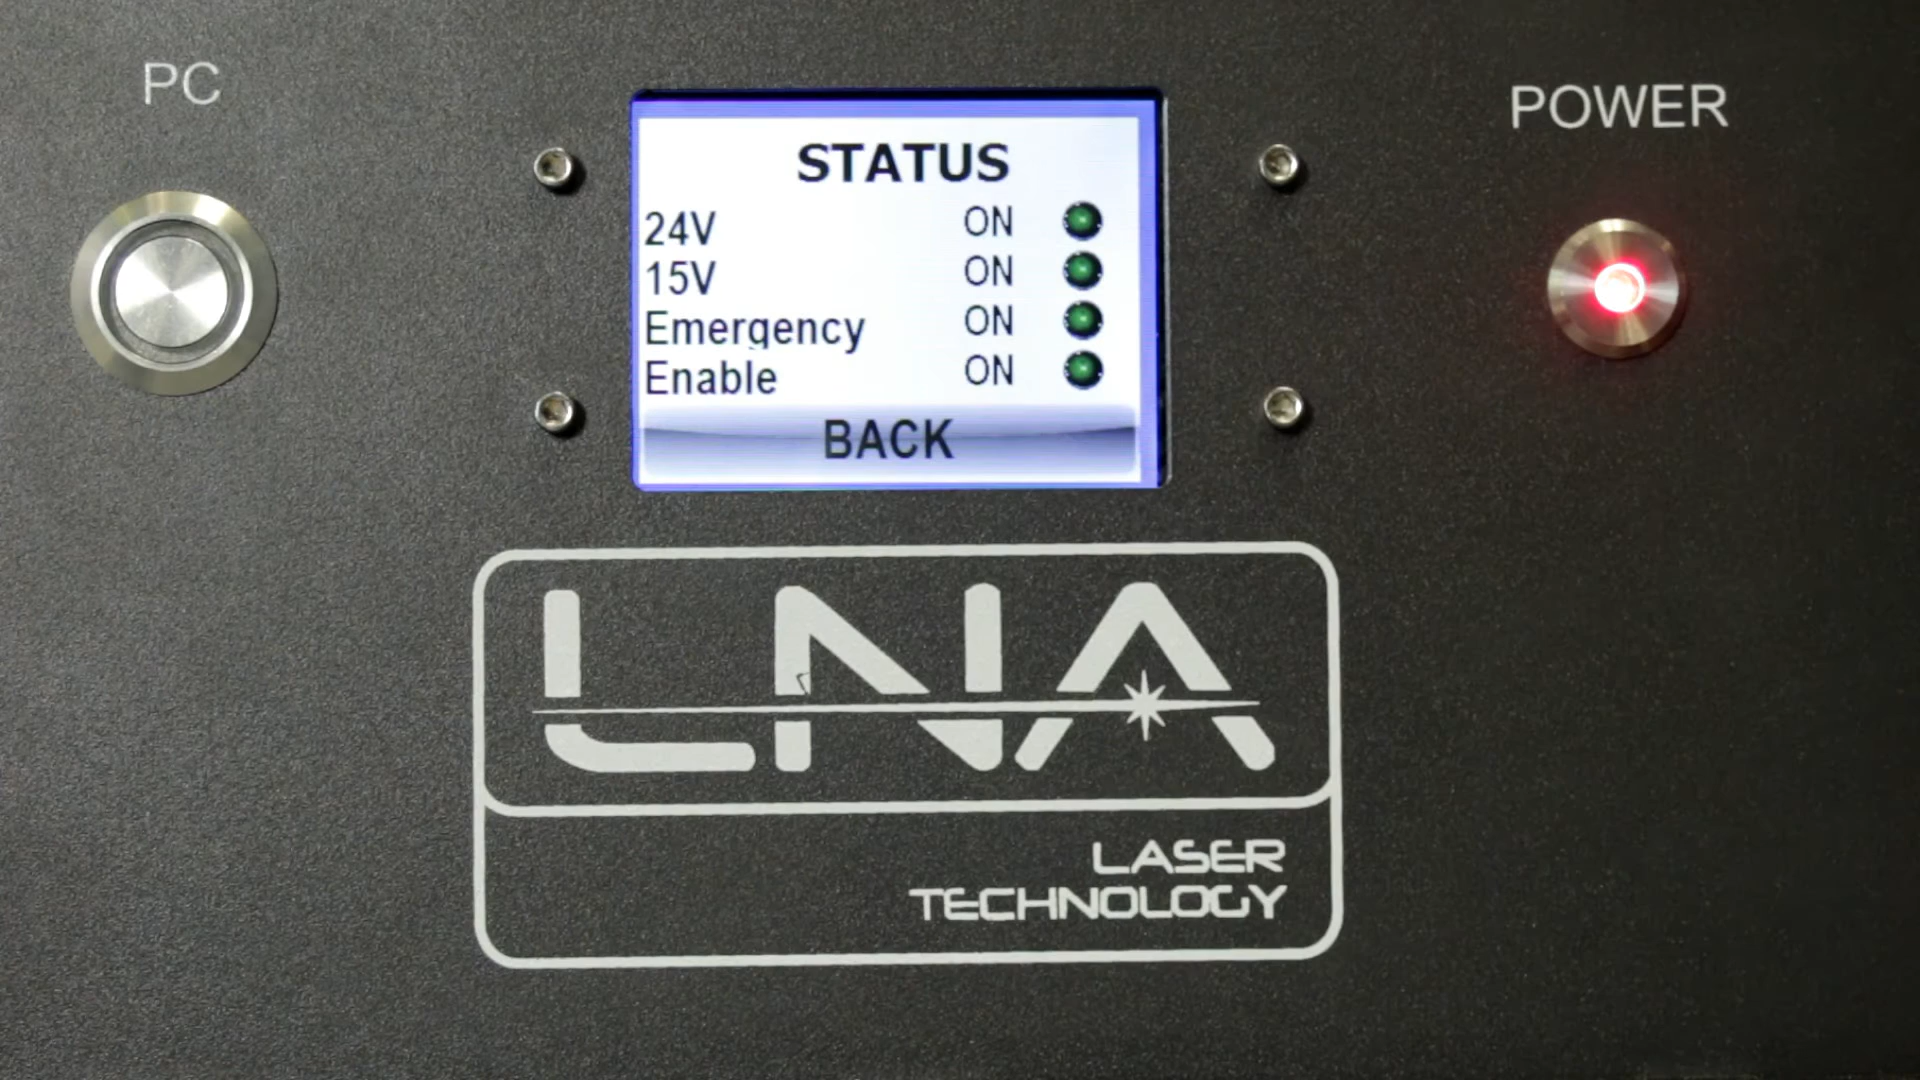 PC
POWER
STATUS
24V ON
15V ON
Emergency ON
Enable ON
BACK
LNA
LASER
TECHNOLOGY